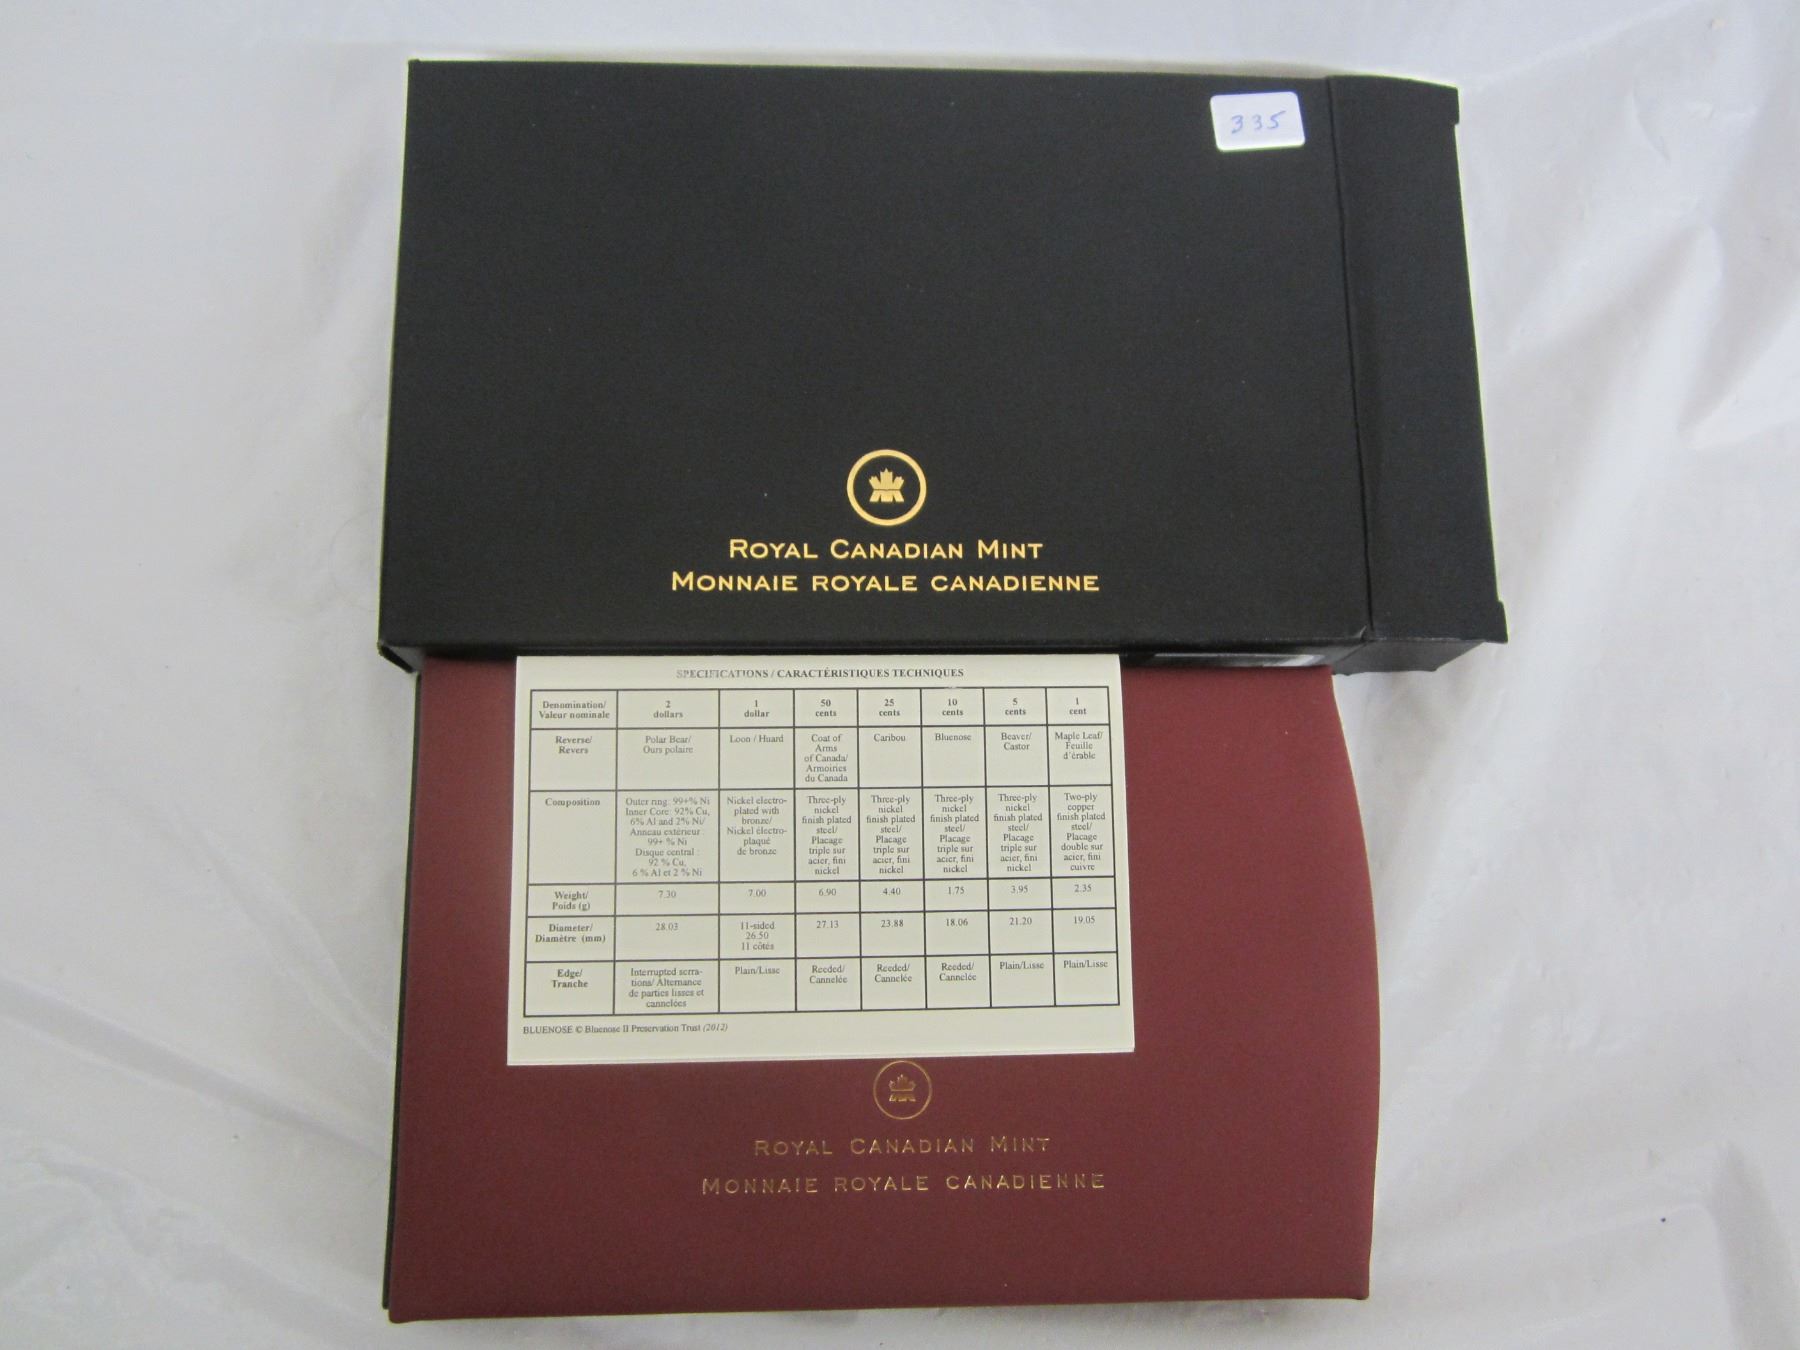 335
ROYAL CANADIAN MINT
MONNAIE ROYALE CANADIENNE
SPECIFICATIONS / CARACTÉRISTIQUES TECHNIQUES
Denomination/ Valeur nominale
2 dollars
1 dollar
50 cents
25 cents
10 cents
5 cents
1 cent
Reverse/ Revers
Polar Bear/ Ours polaire
Loon / Huard
Coat of Arms of Canada/ Armoiries du Canada
Caribou
Bluenose
Beaver/ Castor
Maple Leaf/ Feuille d'érable
Composition
Outer ring: 99+% Ni Inner Core: 92% Cu, 6% Al and 2% Ni/ Anneau extérieur : 99+ % Ni Disque central : 92 % Cu, 6 % Al et 2 % Ni
Nickel electro-plated with bronze/ Nickel électro-plaqué de bronze
Three-ply nickel finish plated steel/ Placage triple sur acier, fini nickel
Three-ply nickel finish plated steel/ Placage triple sur acier, fini nickel
Three-ply nickel finish plated steel/ Placage triple sur acier, fini nickel
Three-ply nickel finish plated steel/ Placage triple sur acier, fini nickel
Two-ply copper finish plated steel/ Placage double sur acier, fini cuivre
Weight/ Poids (g)
7.30
7.00
6.90
4.40
1.75
3.95
2.35
Diameter/ Diamètre (mm)
28.03
11-sided 26.50 11 côtés
27.13
23.88
18.06
21.20
19.05
Edge/ Tranche
Interrupted serra-tions/ Alternance de parties lisses et cannelées
Plain/Lisse
Reeded/ Cannelée
Reeded/ Cannelée
Reeded/ Cannelée
Plain/Lisse
Plain/Lisse
BLUENOSE © Bluenose II Preservation Trust (2012)
ROYAL CANADIAN MINT
MONNAIE ROYALE CANADIENNE